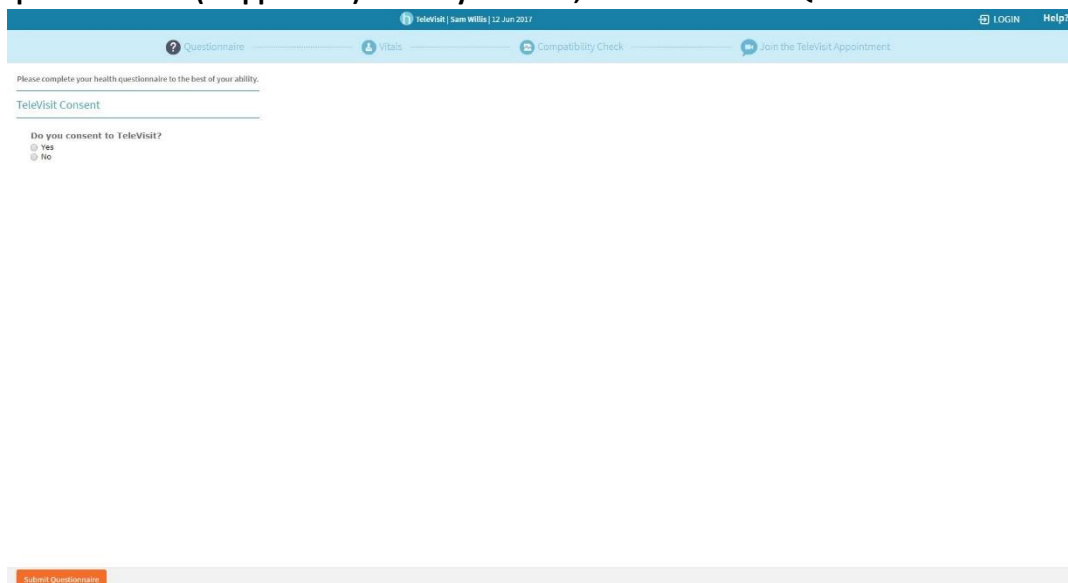 TeleVisit | Sam Willis | 12 Jun 2017
LOGIN
Help?
Questionnaire
Vitals
Compatibility Check
Join the TeleVisit Appointment
Please complete your health questionnaire to the best of your ability.
TeleVisit Consent
Do you consent to TeleVisit?
Yes
No
Submit Questionnaire